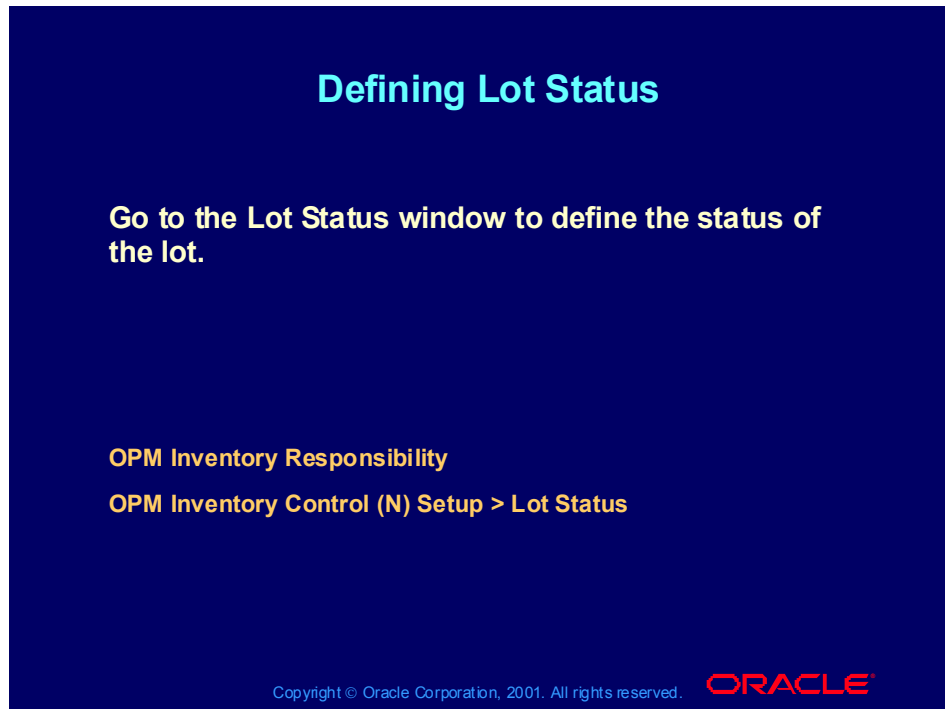 Defining Lot Status
Go to the Lot Status window to define the status of
the lot.
OPM Inventory Responsibility
OPM Inventory Control (N) Setup > Lot Status
Copyright © Oracle Corporation, 2001. All rights reserved.
ORACLE®